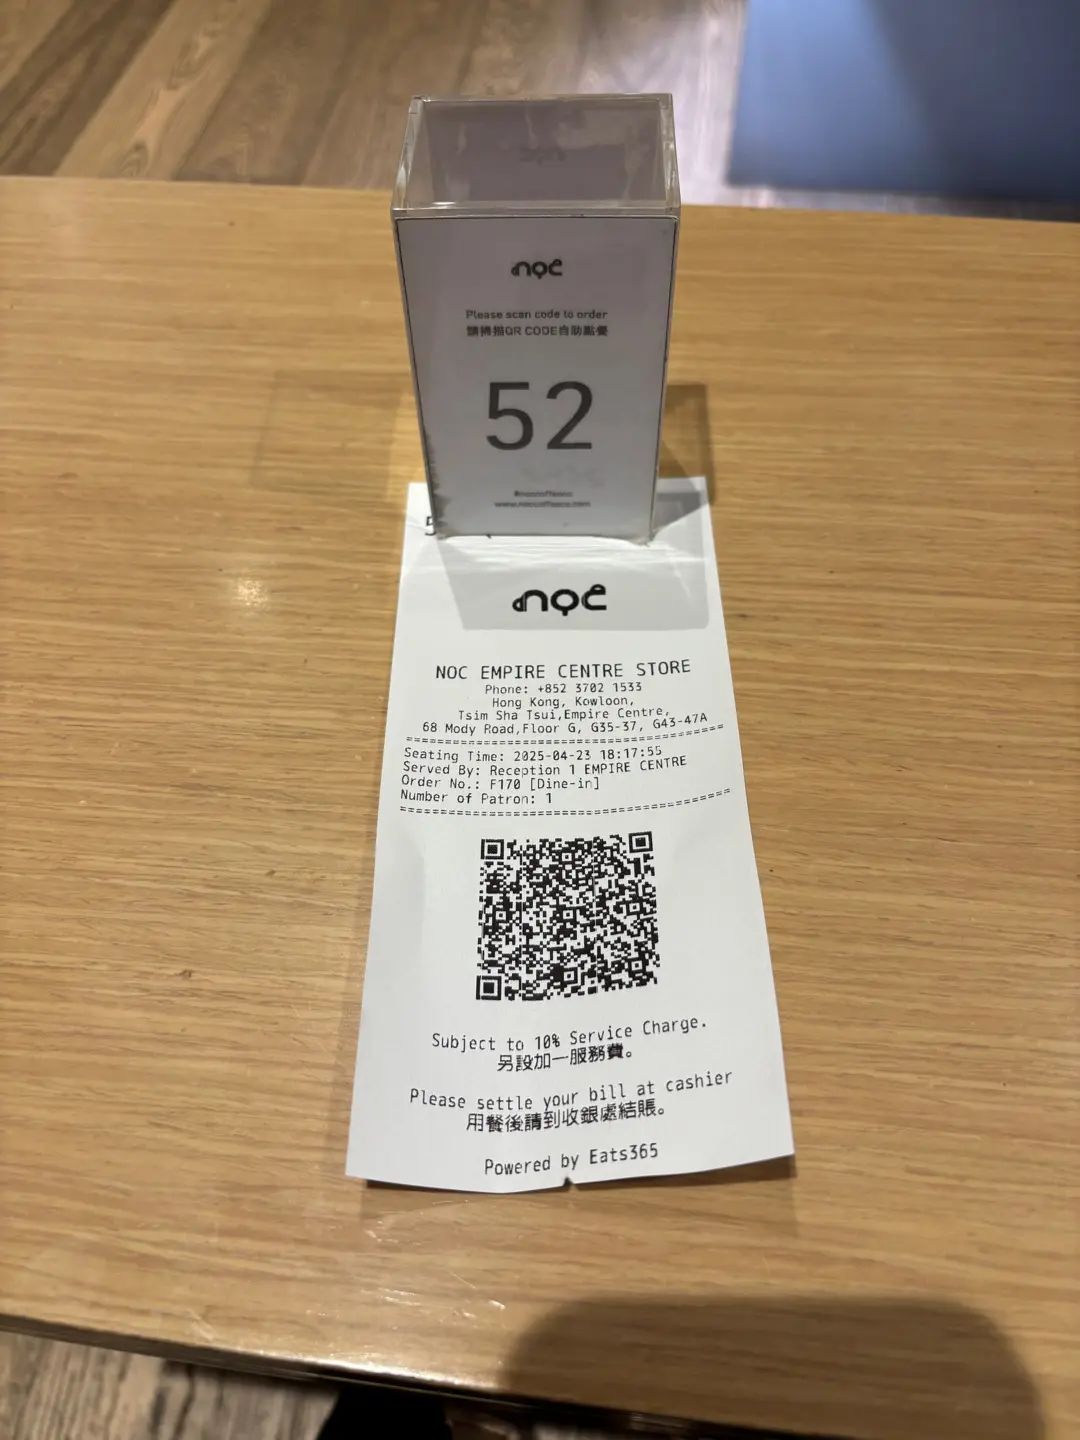 noc
Please scan code to order
請掃描QR CODE自助點餐
52
#noccoffeeco
www.noccoffeeco.com
5
noc
NOC EMPIRE CENTRE STORE
Phone: +852 3702 1533
Hong Kong, Kowloon,
Tsim Sha Tsui,Empire Centre,
68 Mody Road,Floor G, G35-37, G43-47A
Seating Time: 2025-04-23 18:17:55
Served By: Reception 1 EMPIRE CENTRE
Order No.: F170 [Dine-in]
Number of Patron: 1
Subject to 10% Service Charge.
另設加一服務費。
Please settle your bill at cashier
用餐後請到收銀處結賬。
Powered by Eats365